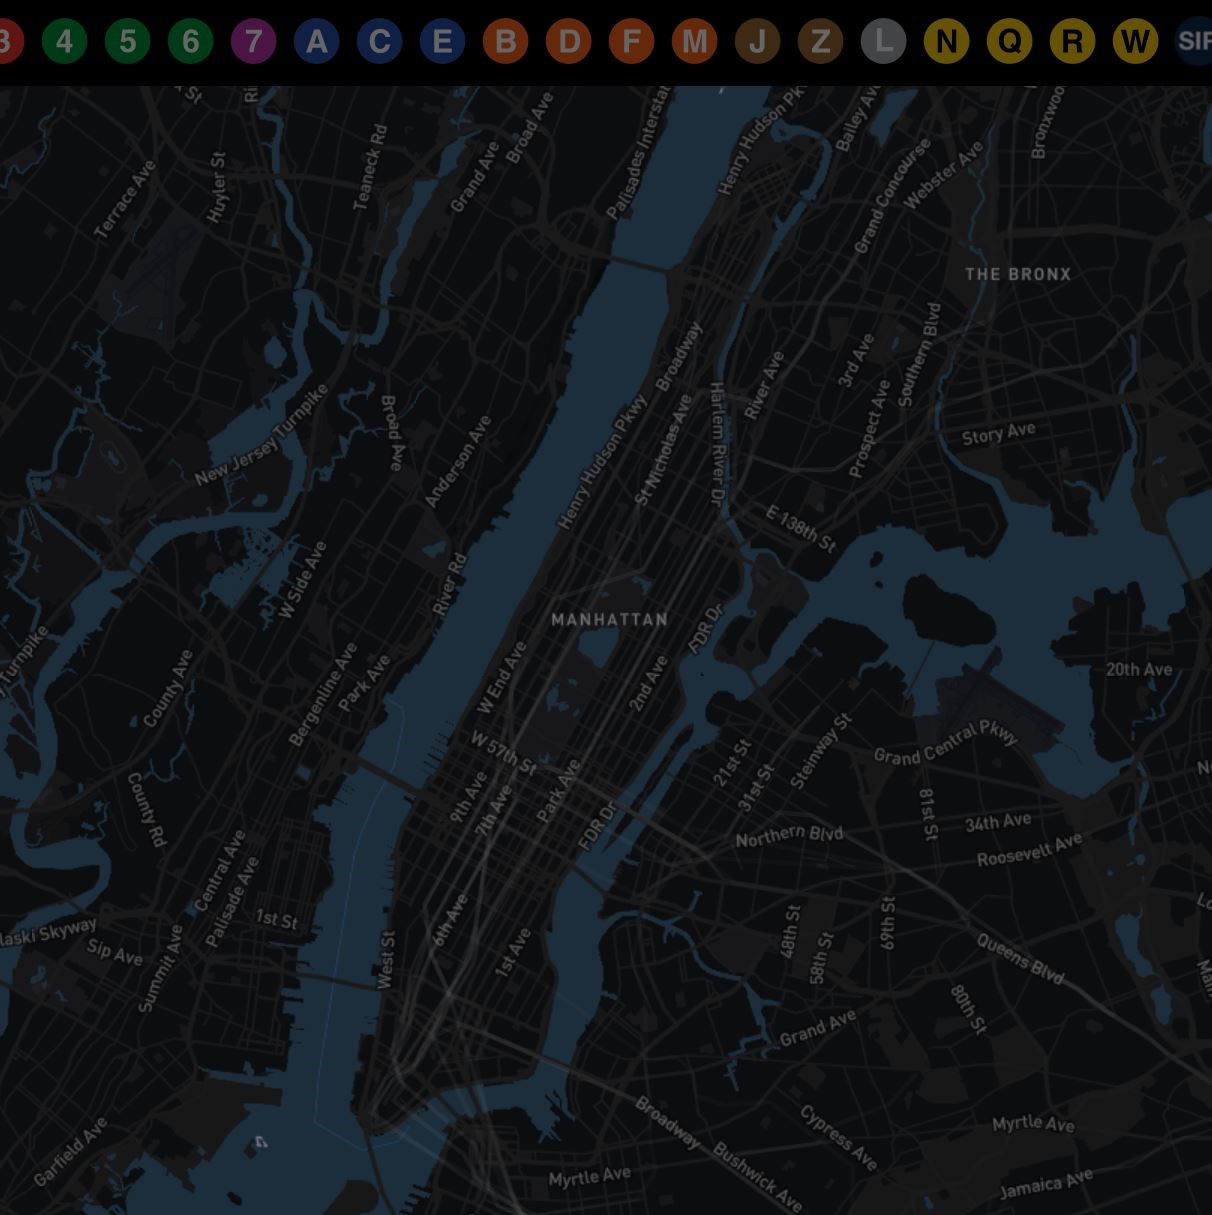 3 4 5 6 7 A C E B D F M J Z L N Q R W SIR
Terrace Ave
Huyler St
Teaneck Rd
Grand Ave
Broad Ave
Palisades Interstat
Henry Hudson Pk
Bailey Av
Grand Concourse
Webster Ave
Bronxwoo
THE BRONX
Broadway
River Ave
3rd Ave
Southern Blvd
Prospect Ave
Story Ave
New Jersey Turnpike
Broad Ave
Anderson Ave
Henry Hudson Pkwy
St Nicholas Ave
Harlem River Dr
E 138th St
W Side Ave
River Rd
MANHATTAN
FDR Dr
Turnpike
County Ave
Bergenline Ave
Park Ave
W End Ave
2nd Ave
20th Ave
W 57th St
21st St
31st St
Steinway St
Grand Central Pkwy
County Rd
9th Ave
7th Ave
Park Ave
FDR Dr
Northern Blvd
81st St
34th Ave
Roosevelt Ave
Central Ave
Palisade Ave
1st St
6th Ave
1st Ave
West St
48th St
58th St
69th St
Queens Blvd
laski Skyway
Sip Ave
Summit Ave
80th St
Grand Ave
Garfield Ave
Broadway
Cypress Ave
Myrtle Ave
Myrtle Ave
Bushwick Ave
Jamaica Ave